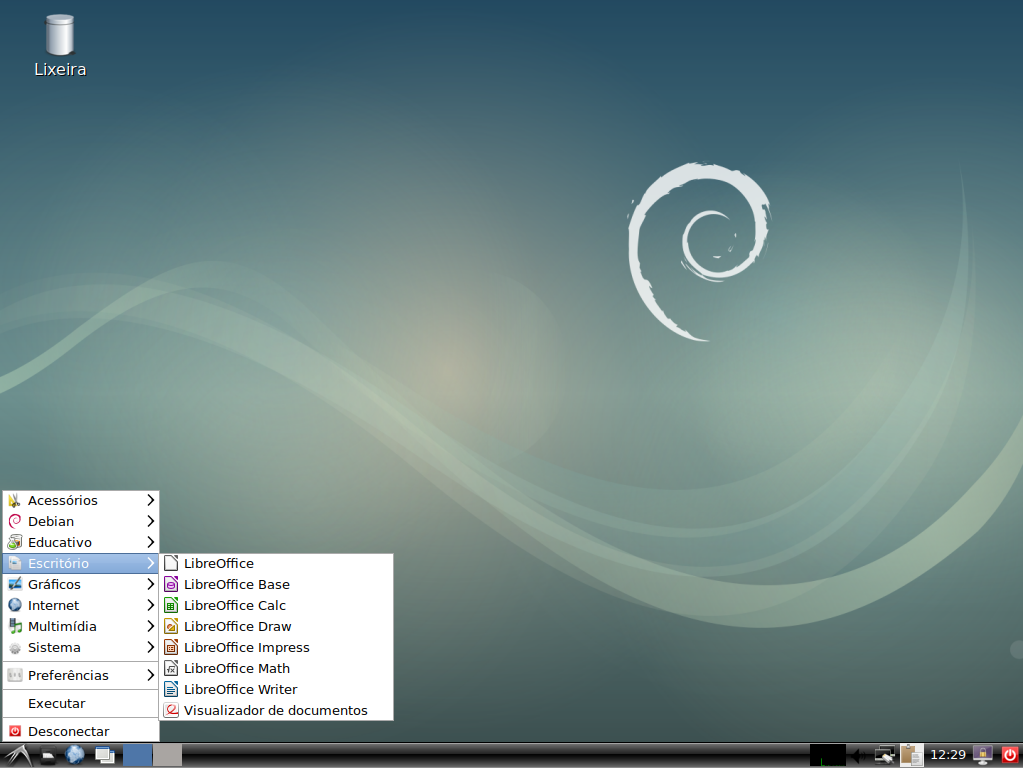 Lixeira
Acessórios
Debian
Educativo
Escritório
Gráficos
Internet
Multimídia
Sistema
Preferências
Executar
Desconectar
LibreOffice
LibreOffice Base
LibreOffice Calc
LibreOffice Draw
LibreOffice Impress
LibreOffice Math
LibreOffice Writer
Visualizador de documentos
12:29